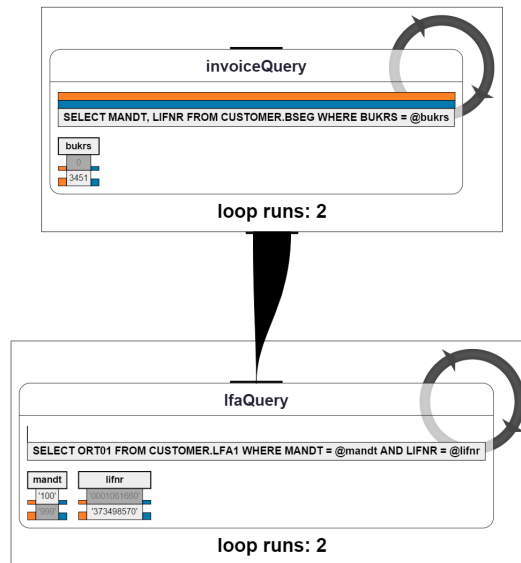 invoiceQuery
SELECT MANDT, LIFNR FROM CUSTOMER.BSEG WHERE BUKRS = @bukrs
bukrs
0
3451
loop runs: 2
lfaQuery
SELECT ORT01 FROM CUSTOMER.LFA1 WHERE MANDT = @mandt AND LIFNR = @lifnr
mandt lifnr
'100' '0001061660'
'999' '373498570'
loop runs: 2